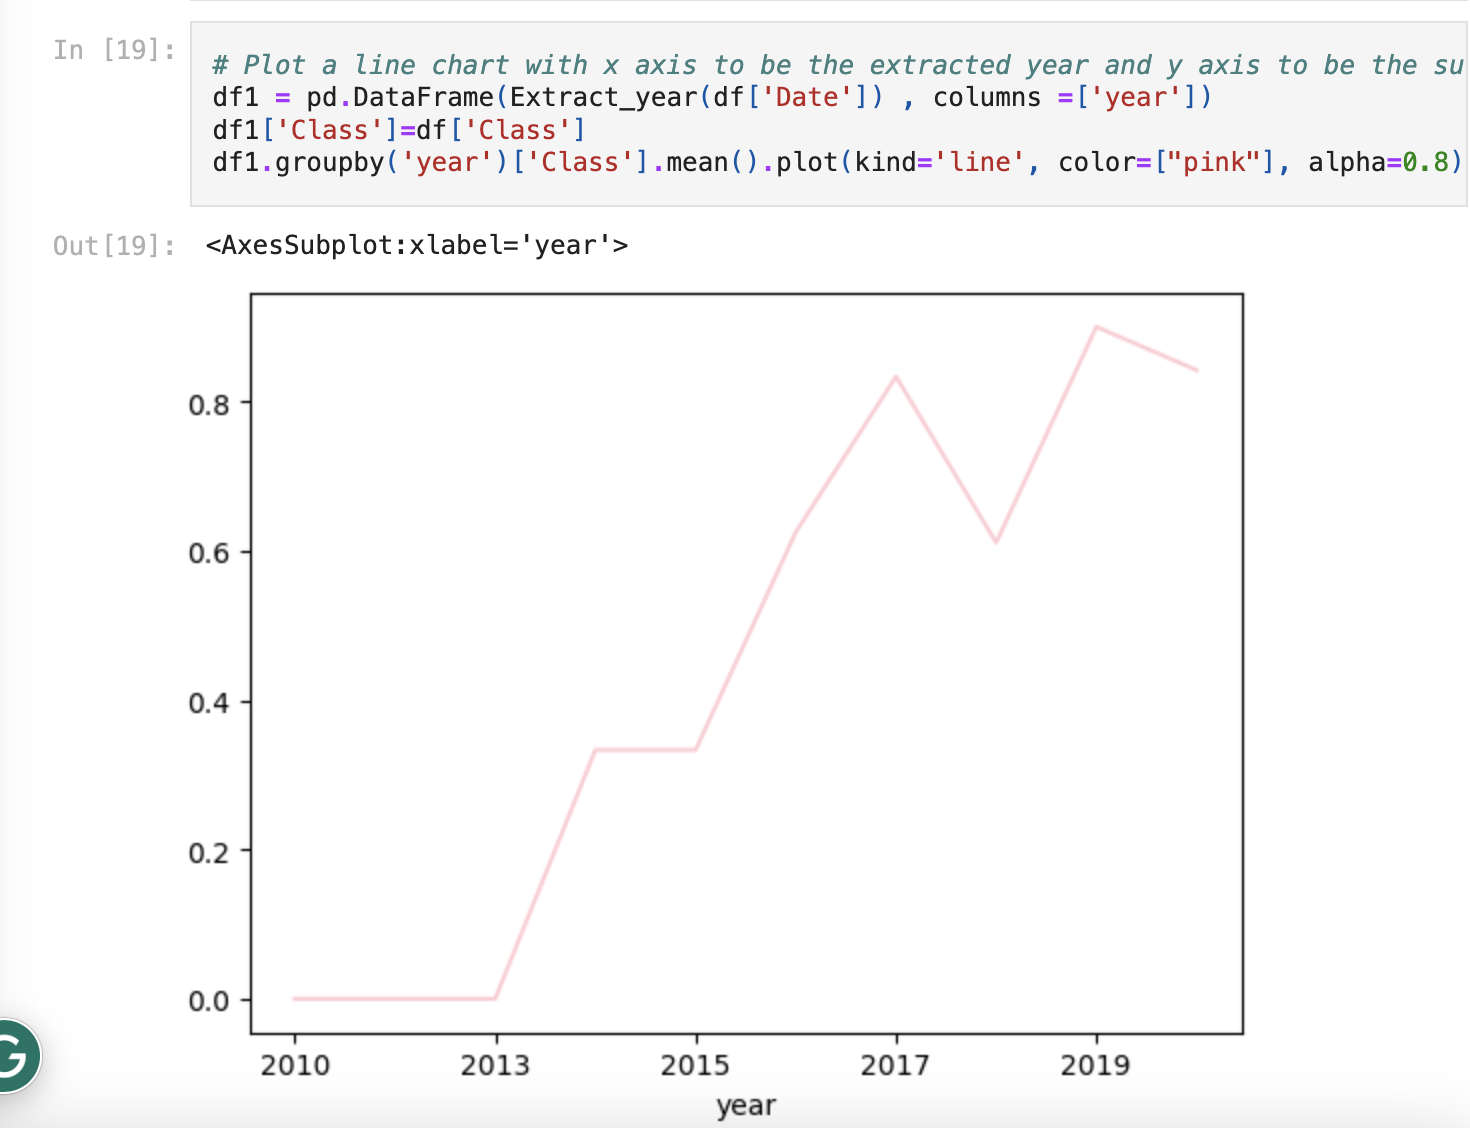 In [19]:
# Plot a line chart with x axis to be the extracted year and y axis to be the su
df1 = pd.DataFrame(Extract_year(df['Date']) , columns =['year'])
df1['Class']=df['Class']
df1.groupby('year')['Class'].mean().plot(kind='line', color=["pink"], alpha=0.8)
Out[19]: <AxesSubplot:xlabel='year'>
0.8
0.6
0.4
0.2
0.0
2010 2013 2015 2017 2019
year
G